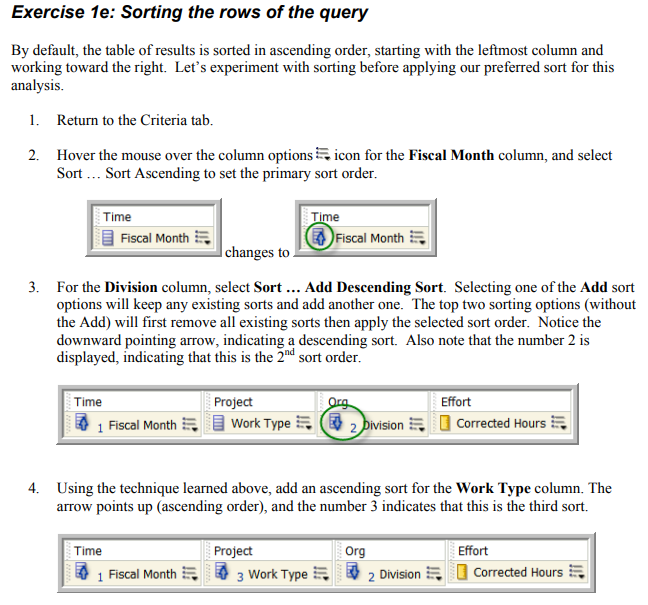 Exercise 1e: Sorting the rows of the query
By default, the table of results is sorted in ascending order, starting with the leftmost column and
working toward the right. Let's experiment with sorting before applying our preferred sort for this
analysis.
1. Return to the Criteria tab.
2. Hover the mouse over the column options icon for the Fiscal Month column, and select
Sort … Sort Ascending to set the primary sort order.
Time
Fiscal Month
changes to
Time
Fiscal Month
3. For the Division column, select Sort … Add Descending Sort. Selecting one of the Add sort
options will keep any existing sorts and add another one. The top two sorting options (without
the Add) will first remove all existing sorts then apply the selected sort order. Notice the
downward pointing arrow, indicating a descending sort. Also note that the number 2 is
displayed, indicating that this is the 2nd sort order.
Time Project Org Effort
1 Fiscal Month Work Type 2 Division Corrected Hours
4. Using the technique learned above, add an ascending sort for the Work Type column. The
arrow points up (ascending order), and the number 3 indicates that this is the third sort.
Time Project Org Effort
1 Fiscal Month 3 Work Type 2 Division Corrected Hours